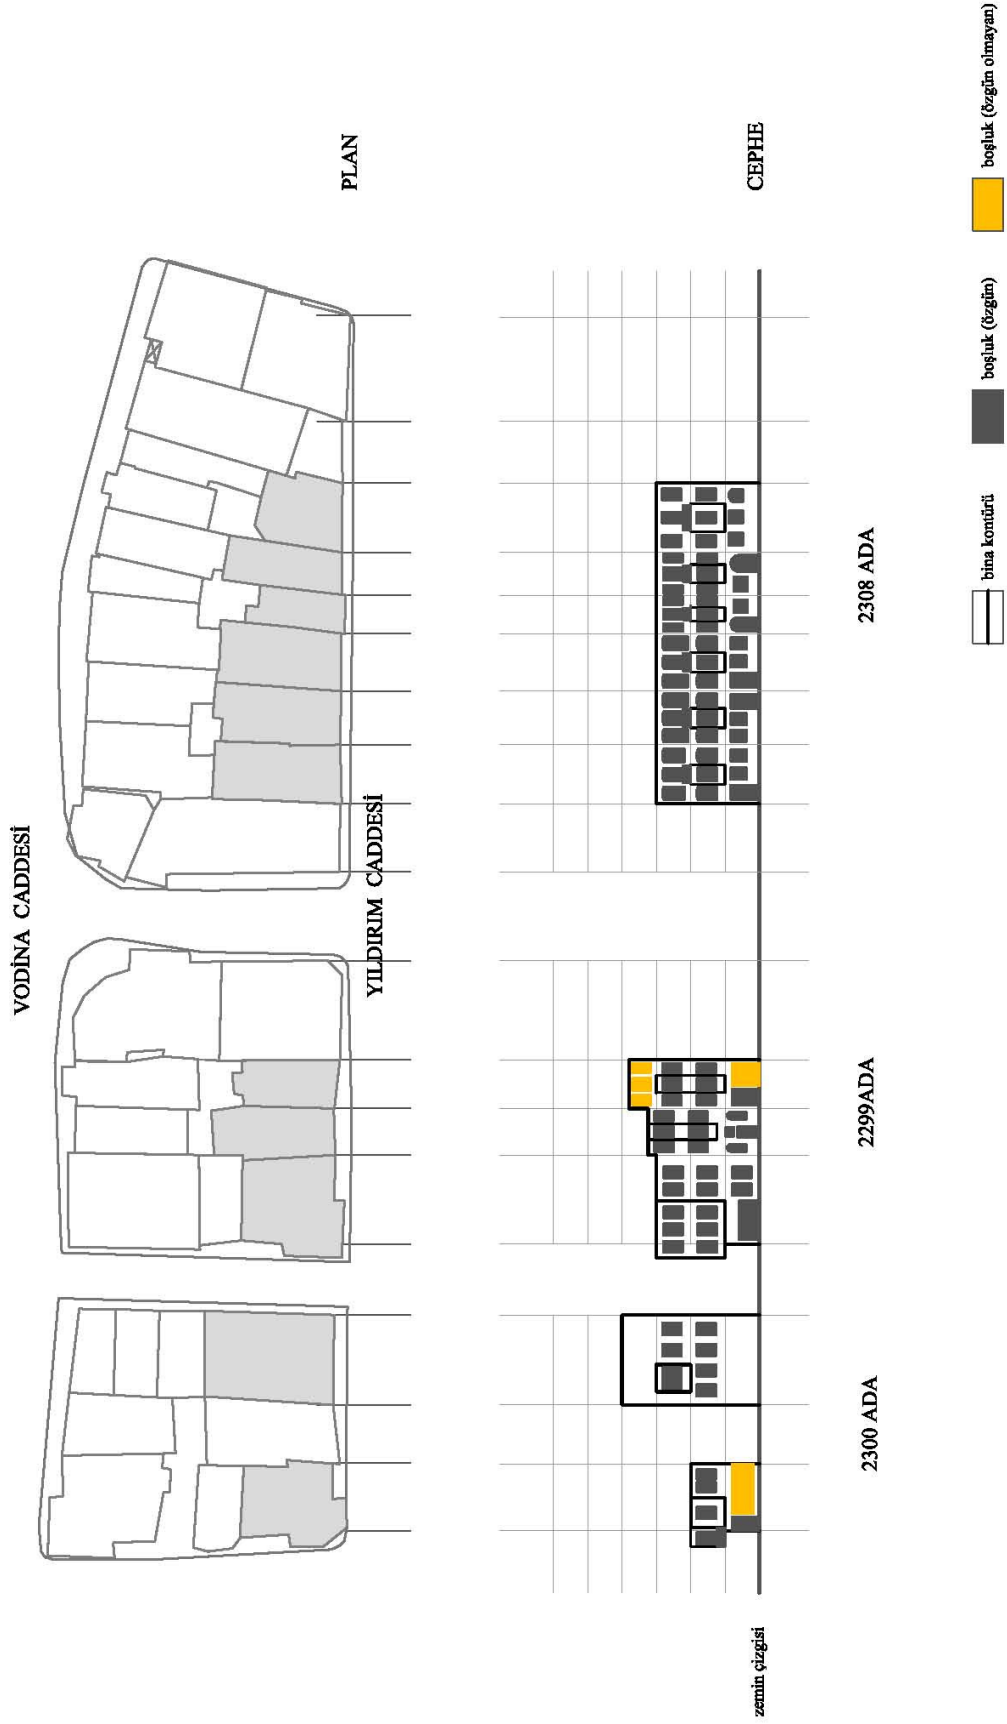 VODİNA CADDESİ
PLAN
YILDIRIM CADDESİ
CEPHE
zemin çizgisi
2300 ADA
2299ADA
2308 ADA
bina kontürü
boşluk (özgün)
boşluk (özgün olmayan)